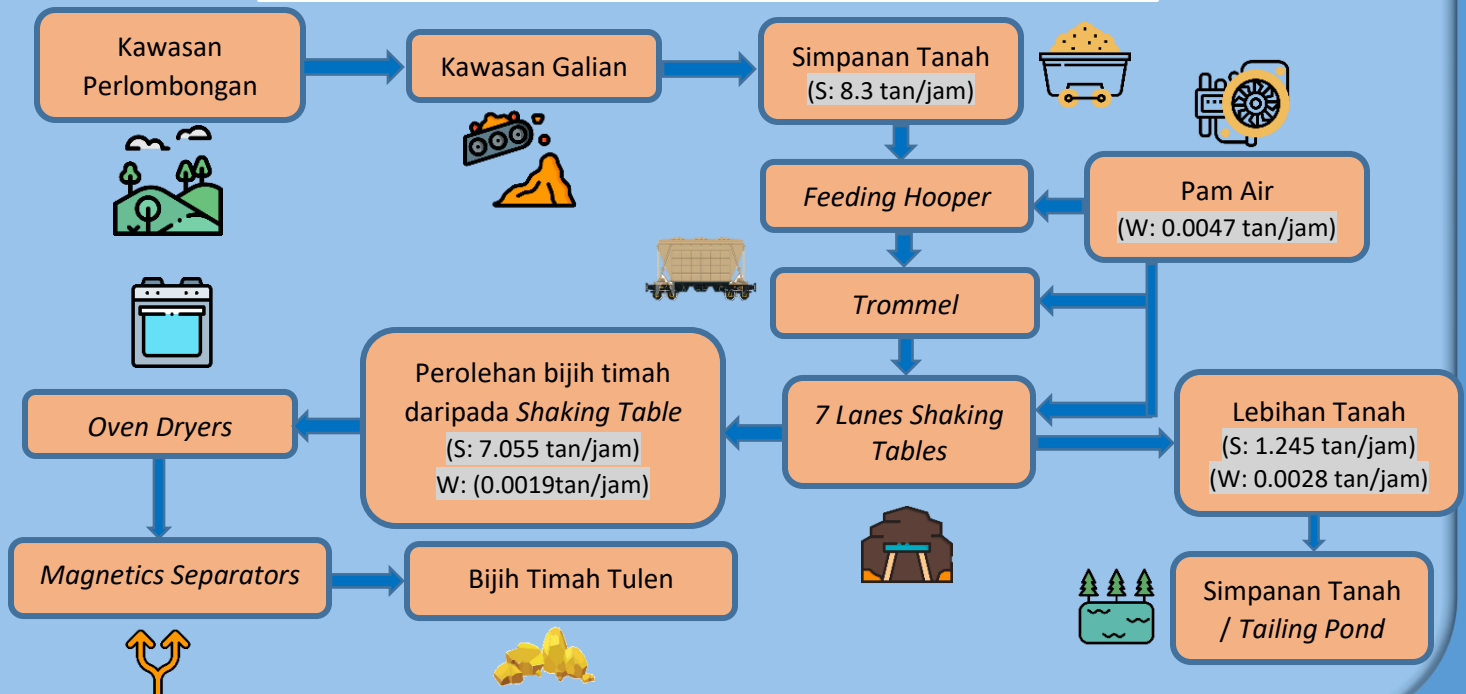 Kawasan
Perlombongan
Kawasan Galian
Simpanan Tanah
(S: 8.3 tan/jam)
Feeding Hooper
Pam Air
(W: 0.0047 tan/jam)
Trommel
7 Lanes Shaking
Tables
Perolehan bijih timah
daripada Shaking Table
(S: 7.055 tan/jam)
W: (0.0019tan/jam)
Oven Dryers
Lebihan Tanah
(S: 1.245 tan/jam)
(W: 0.0028 tan/jam)
Magnetics Separators
Bijih Timah Tulen
Simpanan Tanah
/ Tailing Pond